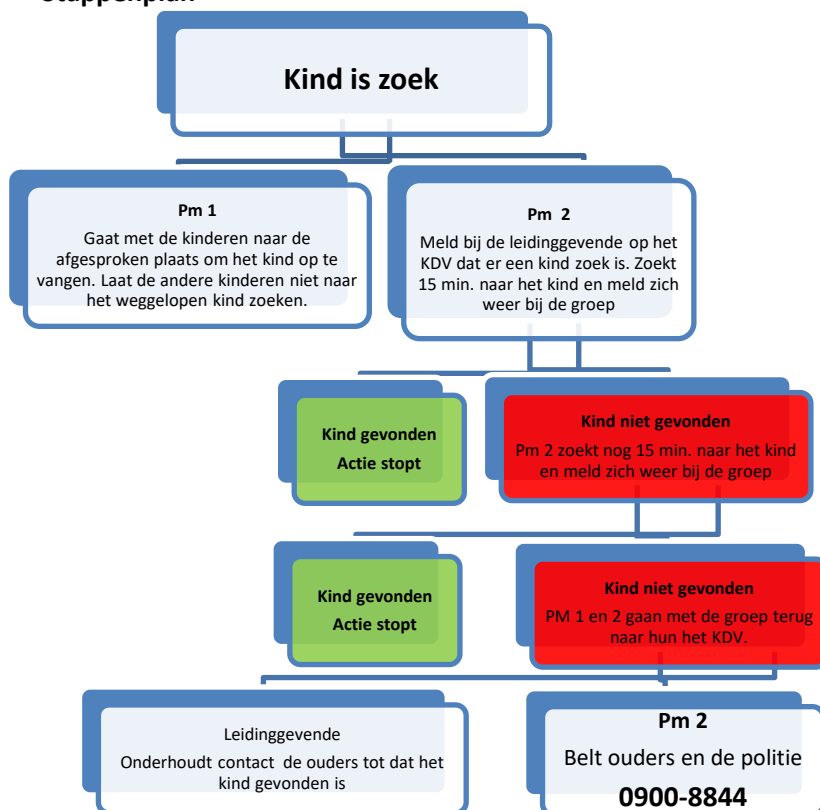 Stappenplan
Kind is zoek
Pm 1
Gaat met de kinderen naar de
afgesproken plaats om het kind op te
vangen. Laat de andere kinderen niet naar
het weggelopen kind zoeken.
Pm 2
Meld bij de leidinggevende op het
KDV dat er een kind zoek is. Zoekt
15 min. naar het kind en meld zich
weer bij de groep
Kind gevonden
Actie stopt
Kind niet gevonden
Pm 2 zoekt nog 15 min. naar het kind
en meld zich weer bij de groep
Kind gevonden
Actie stopt
Kind niet gevonden
PM 1 en 2 gaan met de groep terug
naar hun het KDV.
Leidinggevende
Onderhoudt contact de ouders tot dat het
kind gevonden is
Pm 2
Belt ouders en de politie
0900-8844